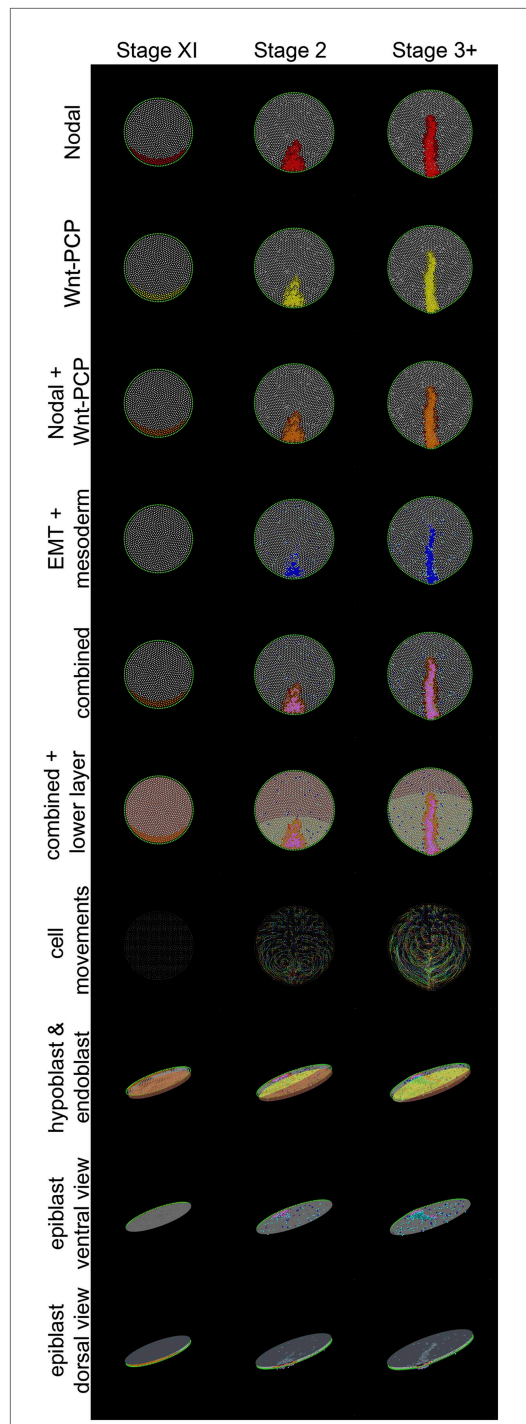 Stage XI Stage 2 Stage 3+
Nodal
Wnt-PCP
Nodal +
Wnt-PCP
EMT +
mesoderm
combined
combined +
lower layer
cell
movements
hypoblast &
endoblast
epiblast
ventral view
epiblast
dorsal view